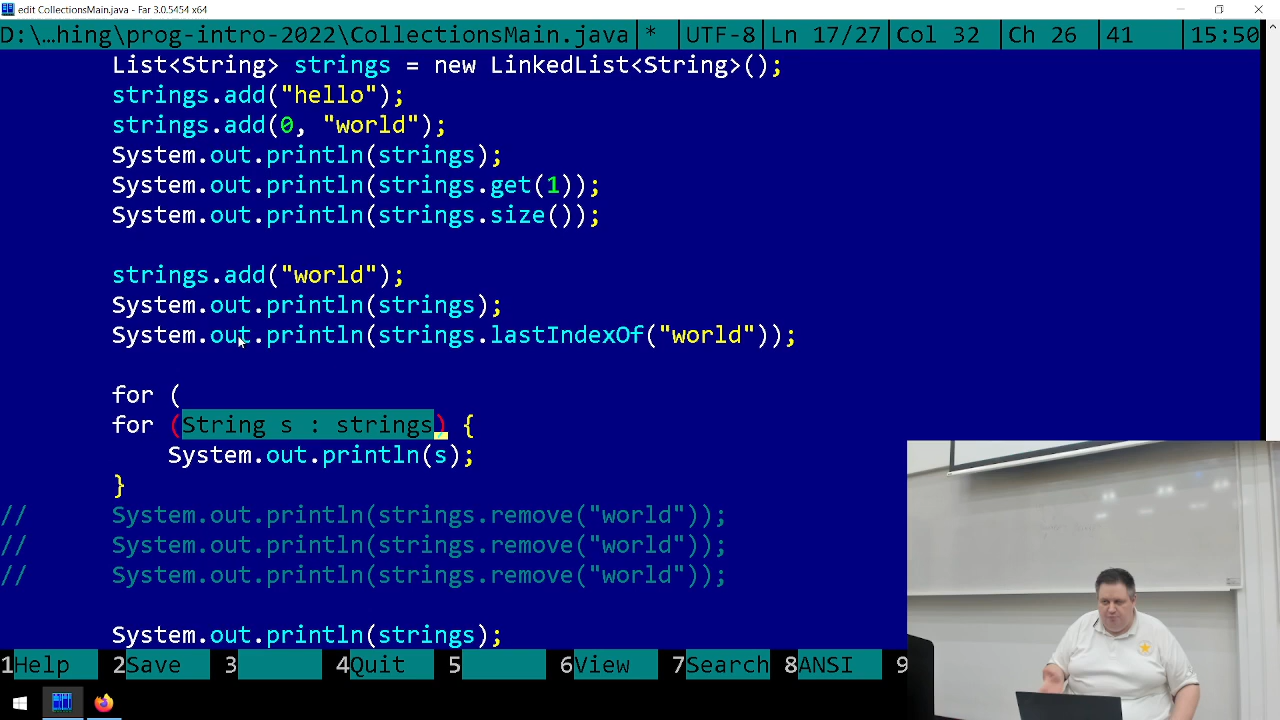 edit CollectionsMain.java - Far 3.0.5454 x64
D:\…hing\prog-intro-2022\CollectionsMain.java * UTF-8 Ln 17/27 Col 32 Ch 26 41 15:50
List<String> strings = new LinkedList<String>();
strings.add("hello");
strings.add(0, "world");
System.out.println(strings);
System.out.println(strings.get(1));
System.out.println(strings.size());
strings.add("world");
System.out.println(strings);
System.out.println(strings.lastIndexOf("world"));
for (
for (String s : strings) {
System.out.println(s);
}
// System.out.println(strings.remove("world"));
// System.out.println(strings.remove("world"));
// System.out.println(strings.remove("world"));
System.out.println(strings);
1Help 2Save 3 4Quit 5 6View 7Search 8ANSI 9